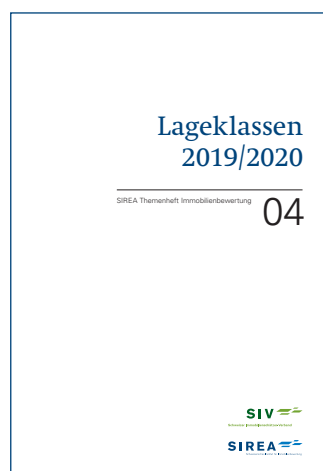 Lageklassen
2019/2020
SIREA Themenheft Immobilienbewertung
04
SIV
SIREA